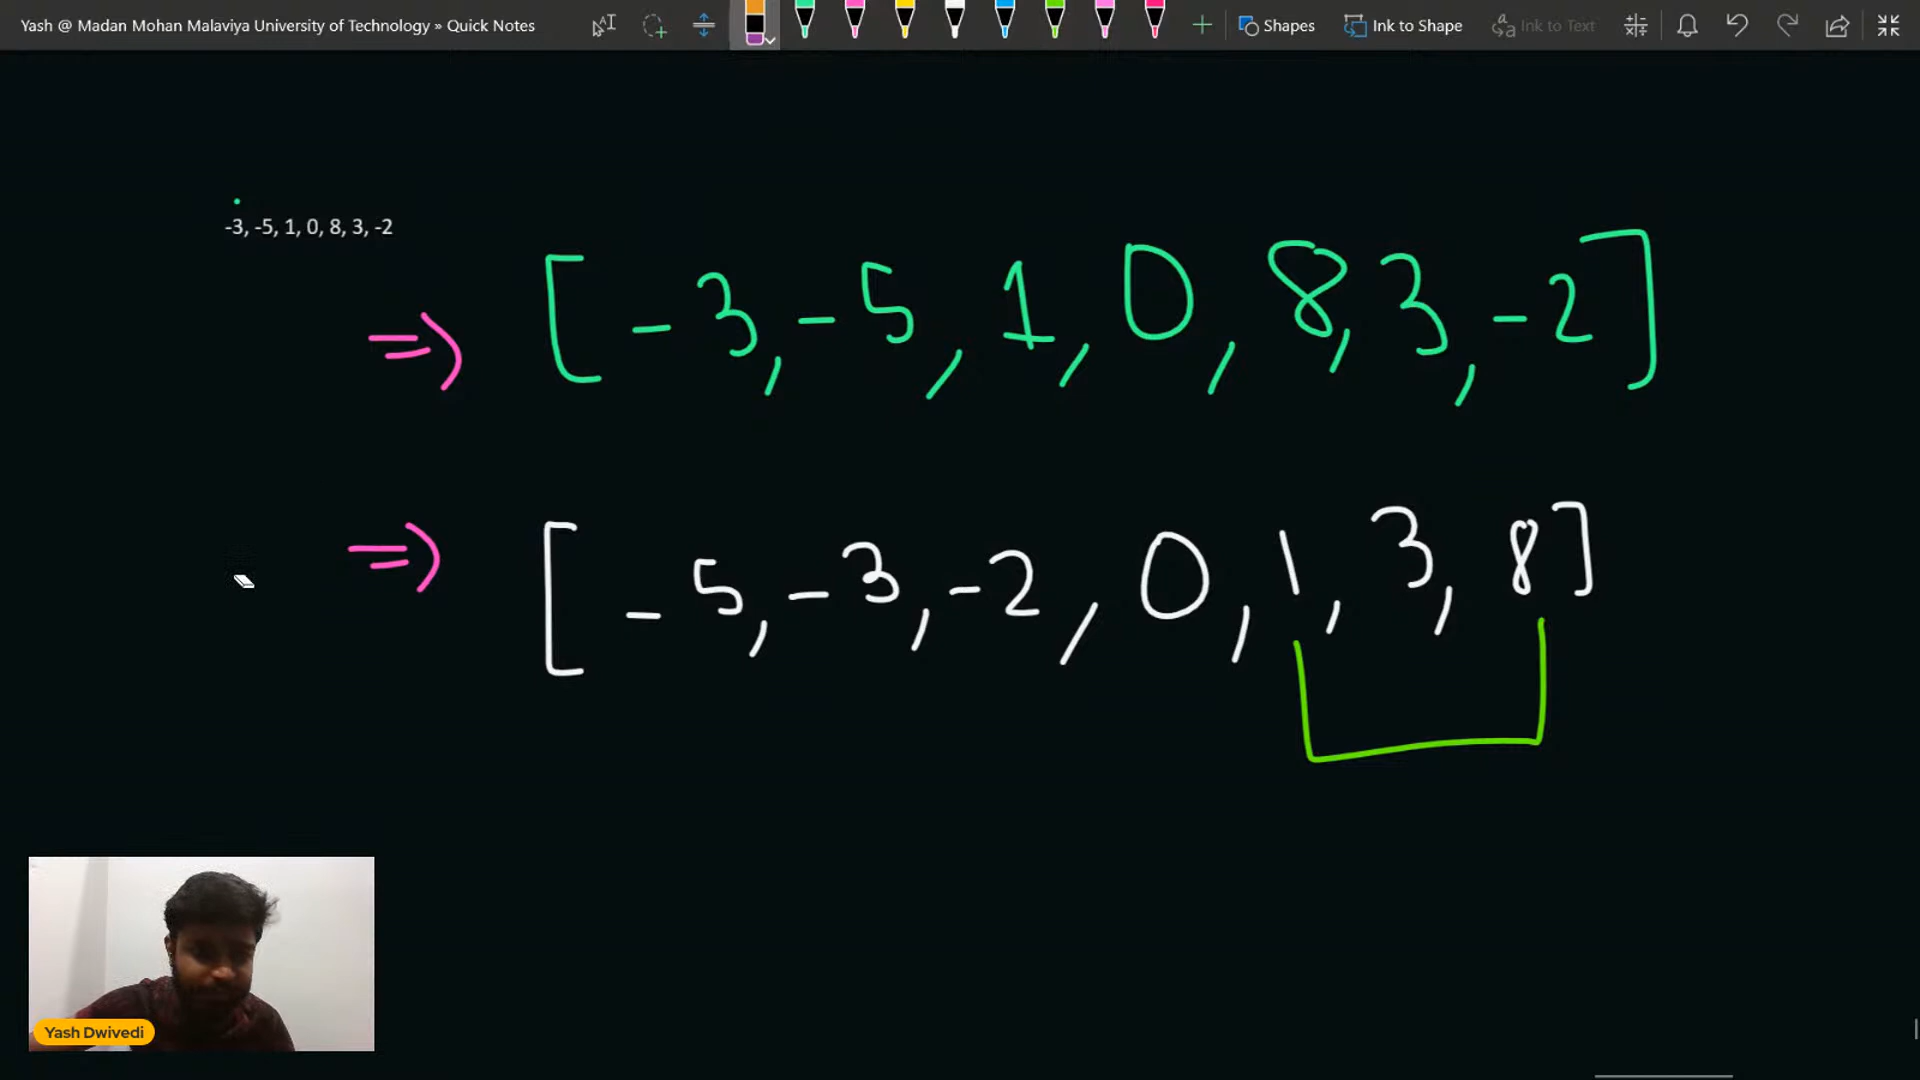 Yash @ Madan Mohan Malaviya University of Technology » Quick Notes
Shapes
Ink to Shape
Ink to Text
-3, -5, 1, 0, 8, 3, -2
=> [ -3, -5, 1, 0, 8, 3, -2 ]
=> [ -5, -3, -2, 0, 1, 3, 8 ]
Yash Dwivedi